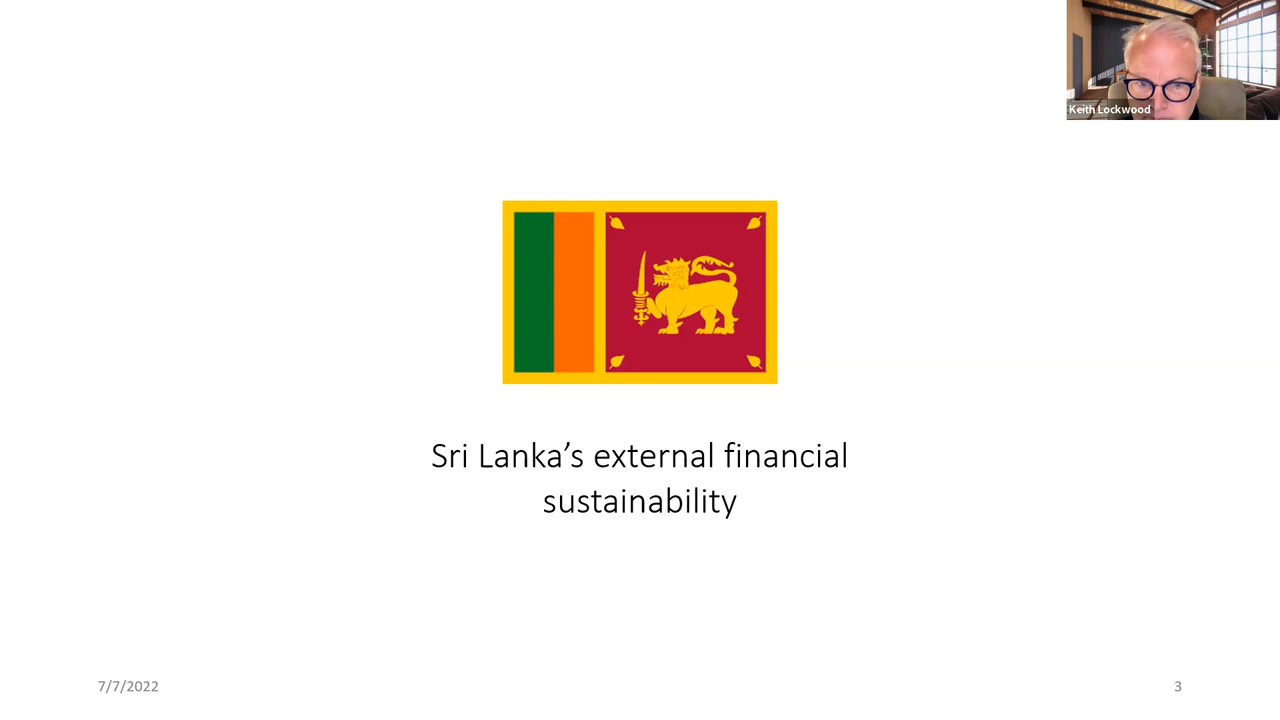 Keith Lockwood
Sri Lanka’s external financial
sustainability
7/7/2022
3